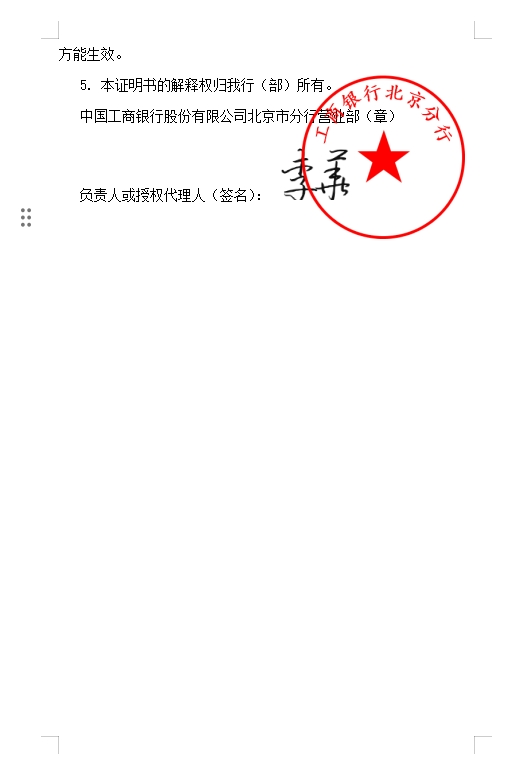 方能生效。
5. 本证明书的解释权归我行（部）所有。
中国工商银行股份有限公司北京市分行营业部（章）
工商银行北京分行
负责人或授权代理人（签名）：
李華